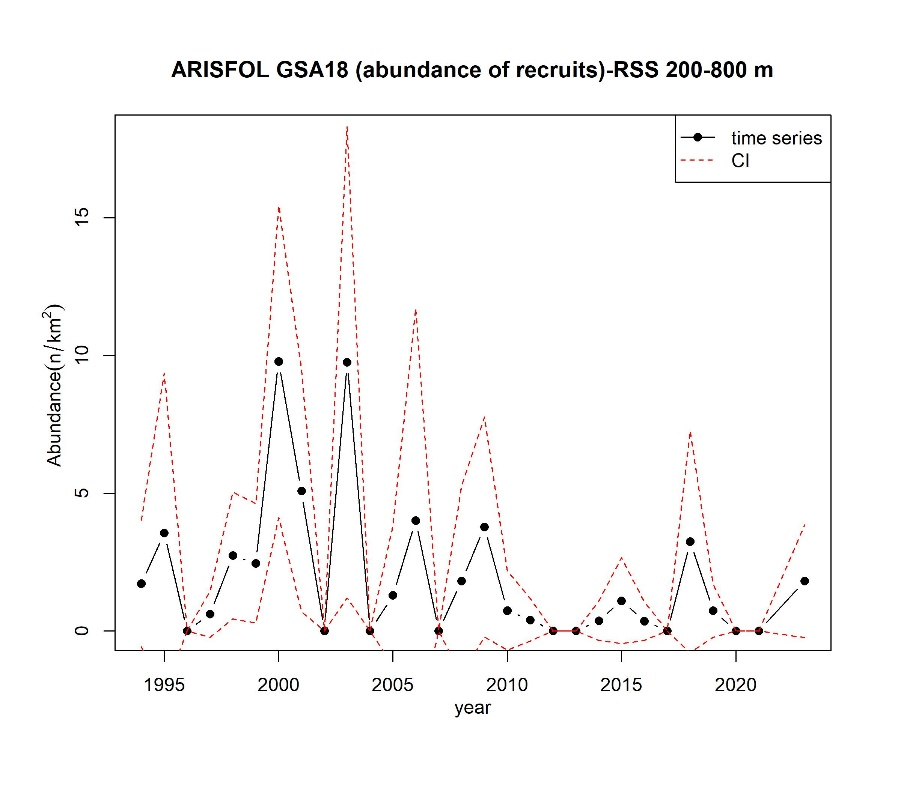 ARISFOL GSA18 (abundance of recruits)-RSS 200-800 m
time series
CI
15
10
5
0
Abundance(n/km²)
1995 2000 2005 2010 2015 2020
year